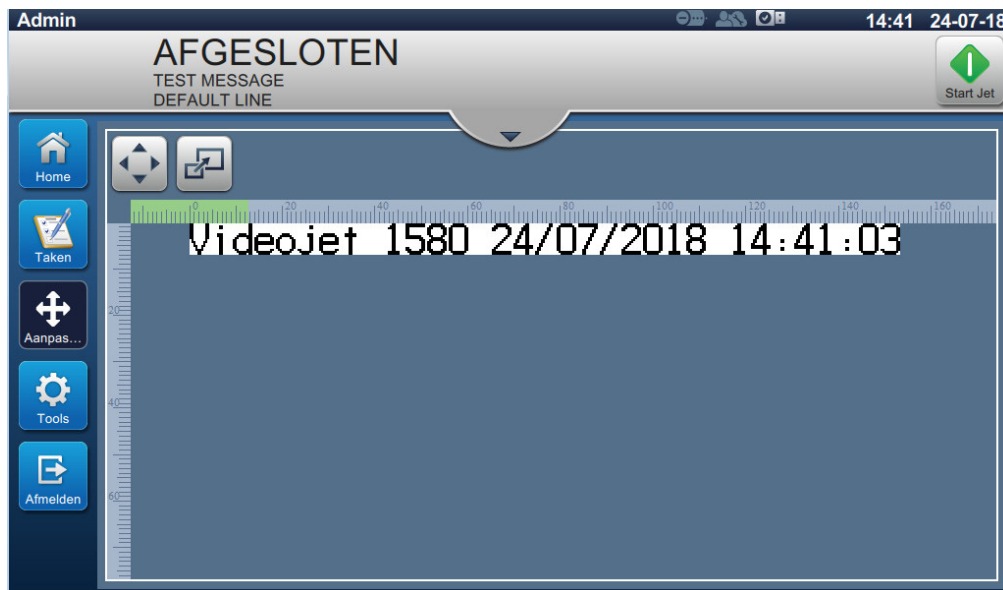 Admin 14:41 24-07-18
AFGESLOTEN
TEST MESSAGE
DEFAULT LINE
Start Jet
Home
Taken
Aanpas...
Tools
Afmelden
0 20 40 60 80 100 120 140 160
Videojet 1580 24/07/2018 14:41:03
20
40
60